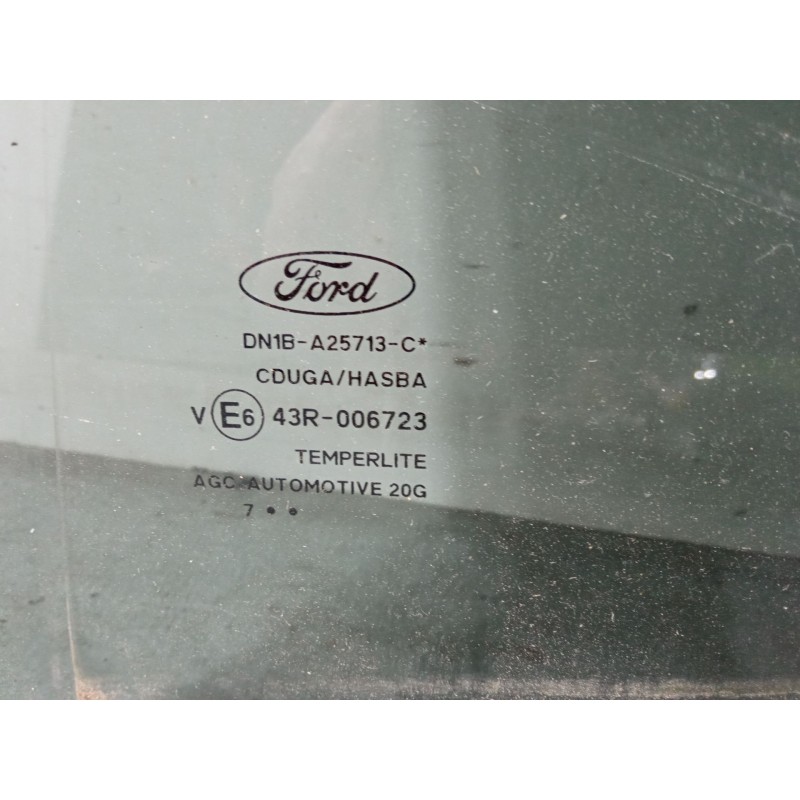 Ford
DN1B-A25713-C*
CDUGA/HASBA
V E6 43R-006723
TEMPERLITE
AGC AUTOMOTIVE 20G
7 • •